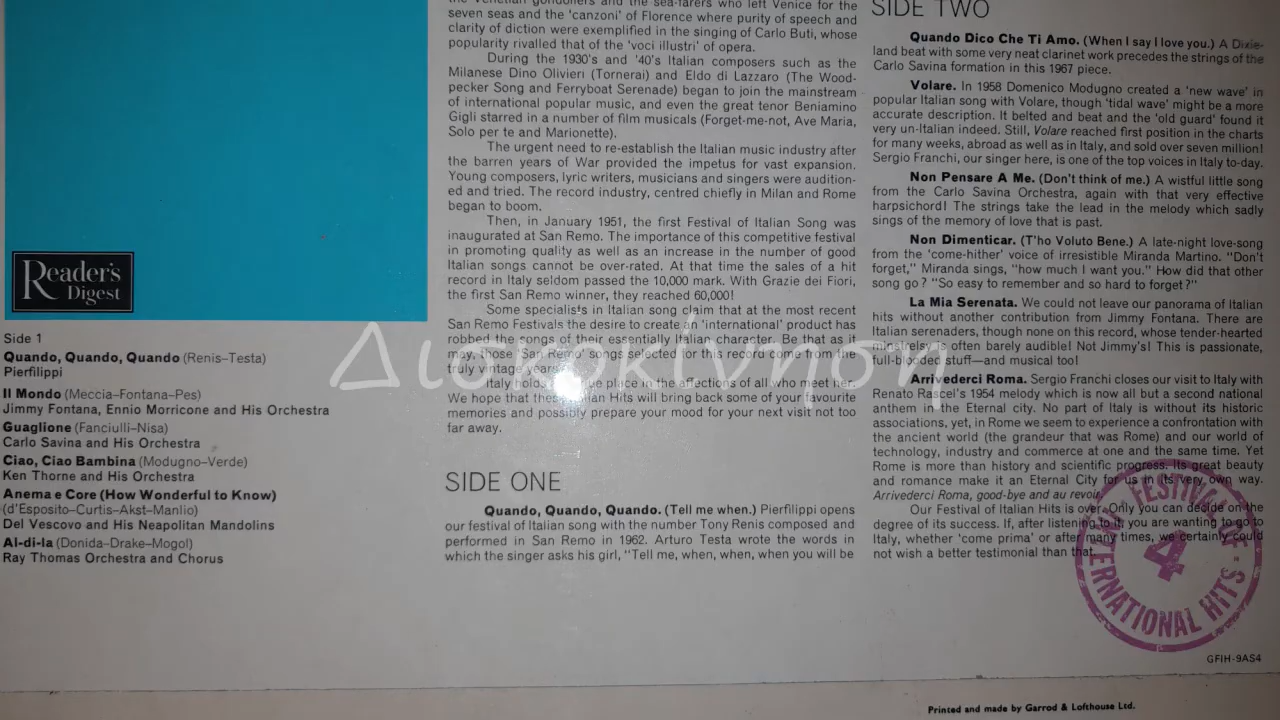 Reader's
Digest
Side 1
Quando, Quando, Quando (Renis–Testa)
Pierfilippi
Il Mondo (Meccia–Fontana–Pes)
Jimmy Fontana, Ennio Morricone and His Orchestra
Guaglione (Fanciulli–Nisa)
Carlo Savina and His Orchestra
Ciao, Ciao Bambina (Modugno–Verde)
Ken Thorne and His Orchestra
Anema e Core (How Wonderful to Know)
(d'Esposito–Curtis–Akst–Manlio)
Del Vescovo and His Neapolitan Mandolins
Al-di-la (Donida–Drake–Mogol)
Ray Thomas Orchestra and Chorus
the Venetian gondoliers and the sea-farers who left Venice for the
seven seas and the 'canzoni' of Florence where purity of speech and
clarity of diction were exemplified in the singing of Carlo Buti, whose
popularity rivalled that of the 'voci illustri' of opera.
During the 1930's and '40's Italian composers such as the
Milanese Dino Olivieri (Tornerai) and Eldo di Lazzaro (The Wood-
pecker Song and Ferryboat Serenade) began to join the mainstream
of international popular music, and even the great tenor Beniamino
Gigli starred in a number of film musicals (Forget-me-not, Ave Maria,
Solo per te and Marionette).
The urgent need to re-establish the Italian music industry after
the barren years of War provided the impetus for vast expansion.
Young composers, lyric writers, musicians and singers were audition-
ed and tried. The record industry, centred chiefly in Milan and Rome
began to boom.
Then, in January 1951, the first Festival of Italian Song was
inaugurated at San Remo. The importance of this competitive festival
in promoting quality as well as an increase in the number of good
Italian songs cannot be over-rated. At that time the sales of a hit
record in Italy seldom passed the 10,000 mark. With Grazie dei Fiori,
the first San Remo winner, they reached 60,000!
Some specialists in Italian song claim that at the most recent
San Remo Festivals the desire to create an 'international' product has
robbed the songs of their essentially Italian character. Be that as it
may, those 'San Remo' songs selected for this record come from the
truly vintage years.
Italy holds a unique place in the affections of all who meet her.
We hope that these Italian Hits will bring back some of your favourite
memories and possibly prepare your mood for your next visit not too
far away.
SIDE ONE
Quando, Quando, Quando. (Tell me when.) Pierfilippi opens
our festival of Italian song with the number Tony Renis composed and
performed in San Remo in 1962. Arturo Testa wrote the words in
which the singer asks his girl, "Tell me, when, when, when you will be
SIDE TWO
Quando Dico Che Ti Amo. (When I say I love you.) A Dixie-
land beat with some very neat clarinet work precedes the strings of the
Carlo Savina formation in this 1967 piece.
Volare. In 1958 Domenico Modugno created a 'new wave' in
popular Italian song with Volare, though 'tidal wave' might be a more
accurate description. It belted and beat and the 'old guard' found it
very un-Italian indeed. Still, Volare reached first position in the charts
for many weeks, abroad as well as in Italy, and sold over seven million!
Sergio Franchi, our singer here, is one of the top voices in Italy to-day.
Non Pensare A Me. (Don't think of me.) A wistful little song
from the Carlo Savina Orchestra, again with that very effective
harpsichord! The strings take the lead in the melody which sadly
sings of the memory of love that is past.
Non Dimenticar. (T'ho Voluto Bene.) A late-night love-song
from the 'come-hither' voice of irresistible Miranda Martino. "Don't
forget," Miranda sings, "how much I want you." How did that other
song go? "So easy to remember and so hard to forget?"
La Mia Serenata. We could not leave our panorama of Italian
hits without another contribution from Jimmy Fontana. There are
Italian serenaders, though none on this record, whose tender-hearted
minstrelsy is often barely audible! Not Jimmy's! This is passionate,
full-blooded stuff—and musical too!
Arrivederci Roma. Sergio Franchi closes our visit to Italy with
Renato Rascel's 1954 melody which is now all but a second national
anthem in the Eternal city. No part of Italy is without its historic
associations, yet, in Rome we seem to experience a confrontation with
the ancient world (the grandeur that was Rome) and our world of
technology, industry and commerce at one and the same time. Yet
Rome is more than history and scientific progress. Its great beauty
and romance make it an Eternal City for us in its very own way.
Arrivederci Roma, good-bye and au revoir.
Our Festival of Italian Hits is over. Only you can decide on the
degree of its success. If, after listening to it, you are wanting to go to
Italy, whether 'come prima' or after many times, we certainly could
not wish a better testimonial than that.
FESTIVAL OF
INTERNATIONAL HITS
4
GFIH-9AS4
Printed and made by Garrod & Lofthouse Ltd.
Δισκοκίνηση